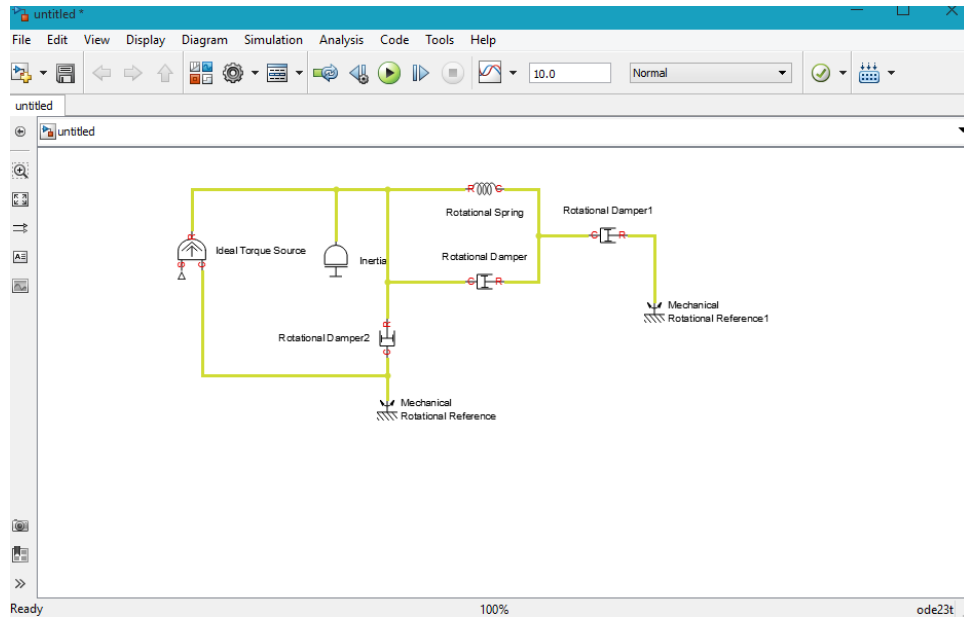 untitled *
File Edit View Display Diagram Simulation Analysis Code Tools Help
10.0 Normal
untitled
untitled
R C
Rotational Spring
Rotational Damper1
C R
R
S C
Ideal Torque Source
Inertia
Rotational Damper
C R
Mechanical
Rotational Reference1
R
Rotational Damper2
C
Mechanical
Rotational Reference
Ready 100% ode23t